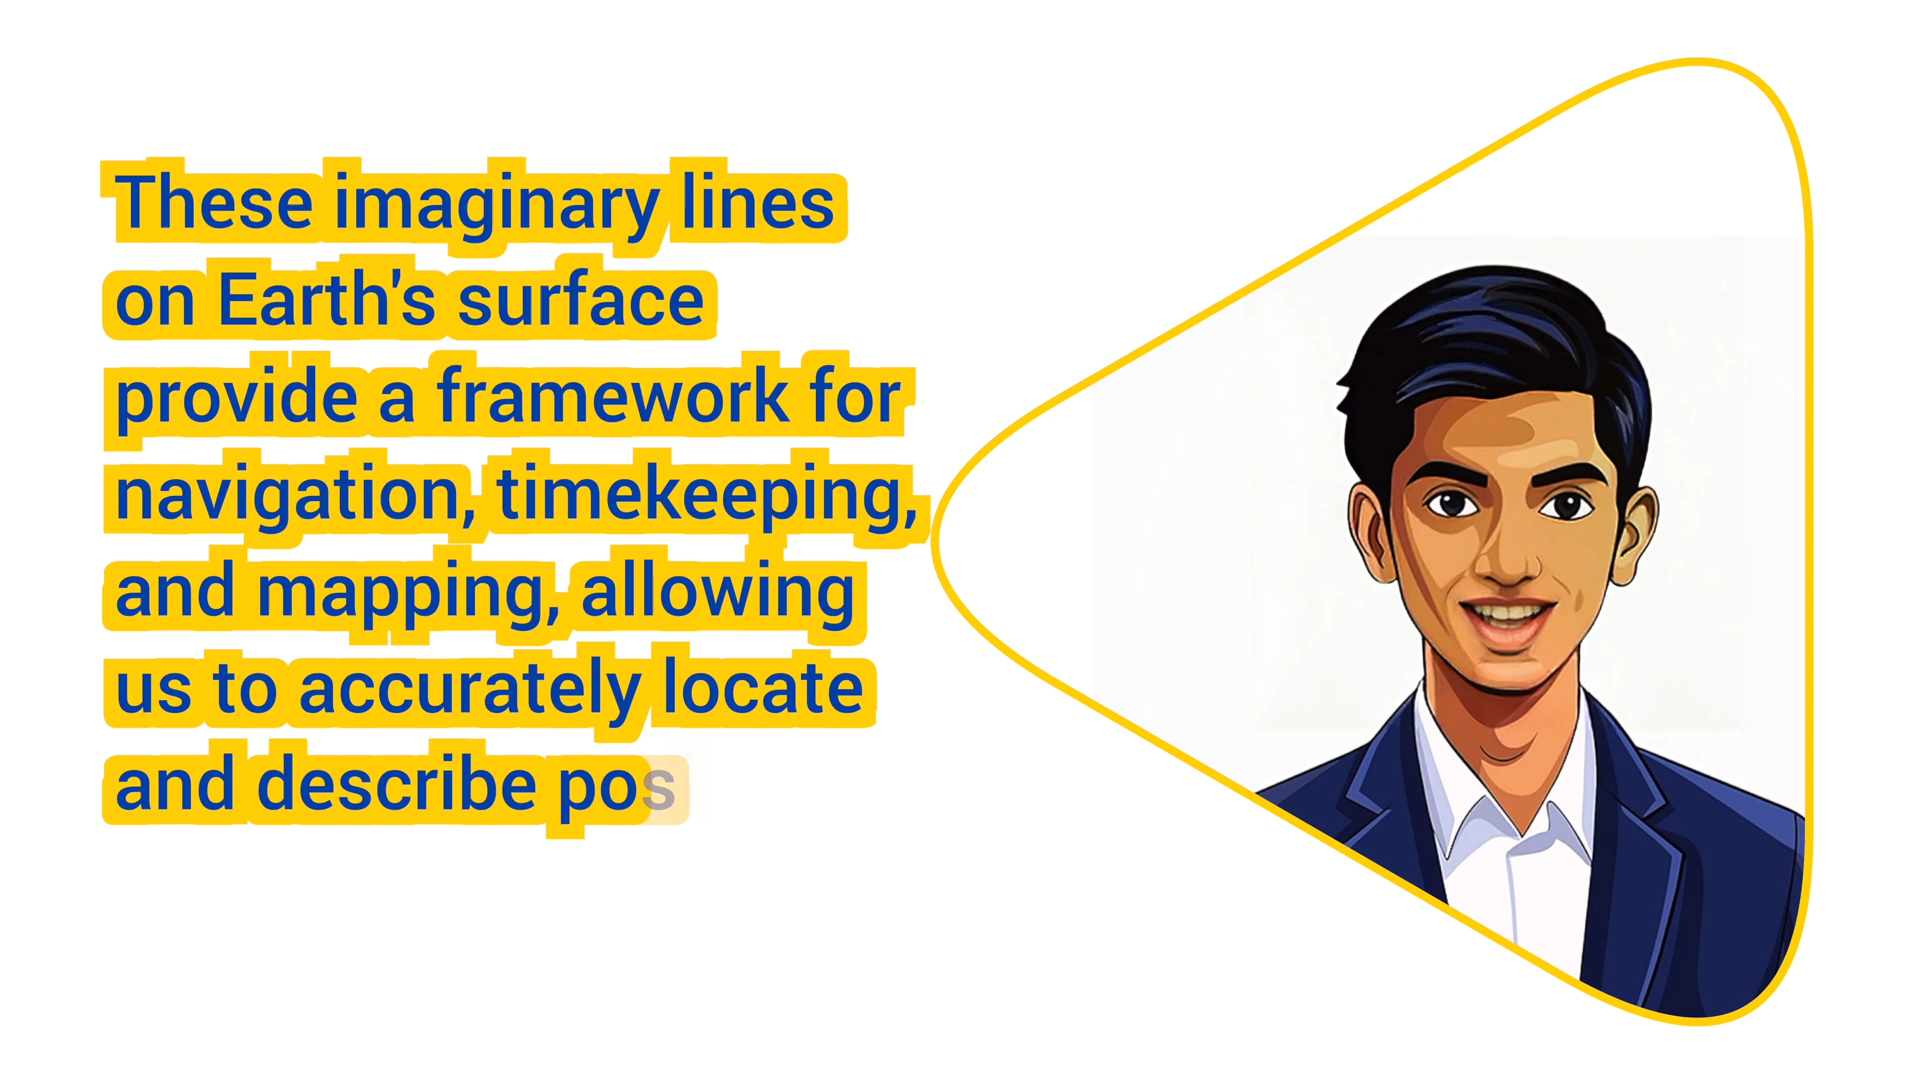 These imaginary lines
on Earth's surface
provide a framework for
navigation, timekeeping,
and mapping, allowing
us to accurately locate
and describe pos